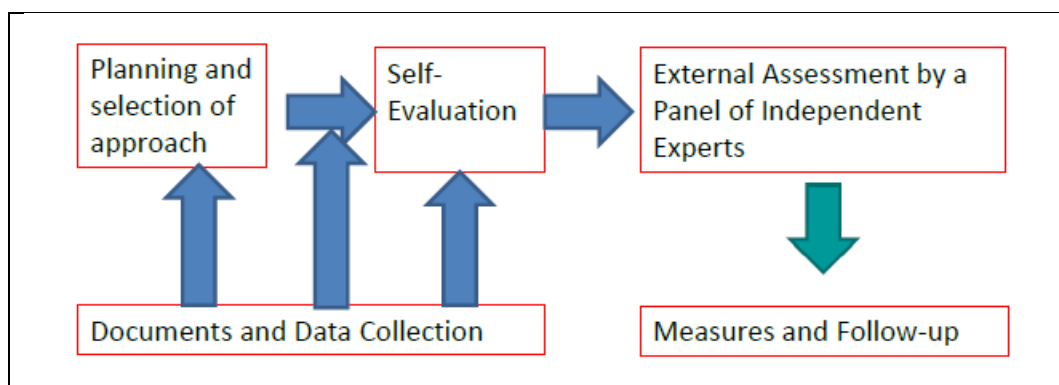 Planning and
selection of
approach
Self-
Evaluation
External Assessment by a
Panel of Independent
Experts
Documents and Data Collection
Measures and Follow-up